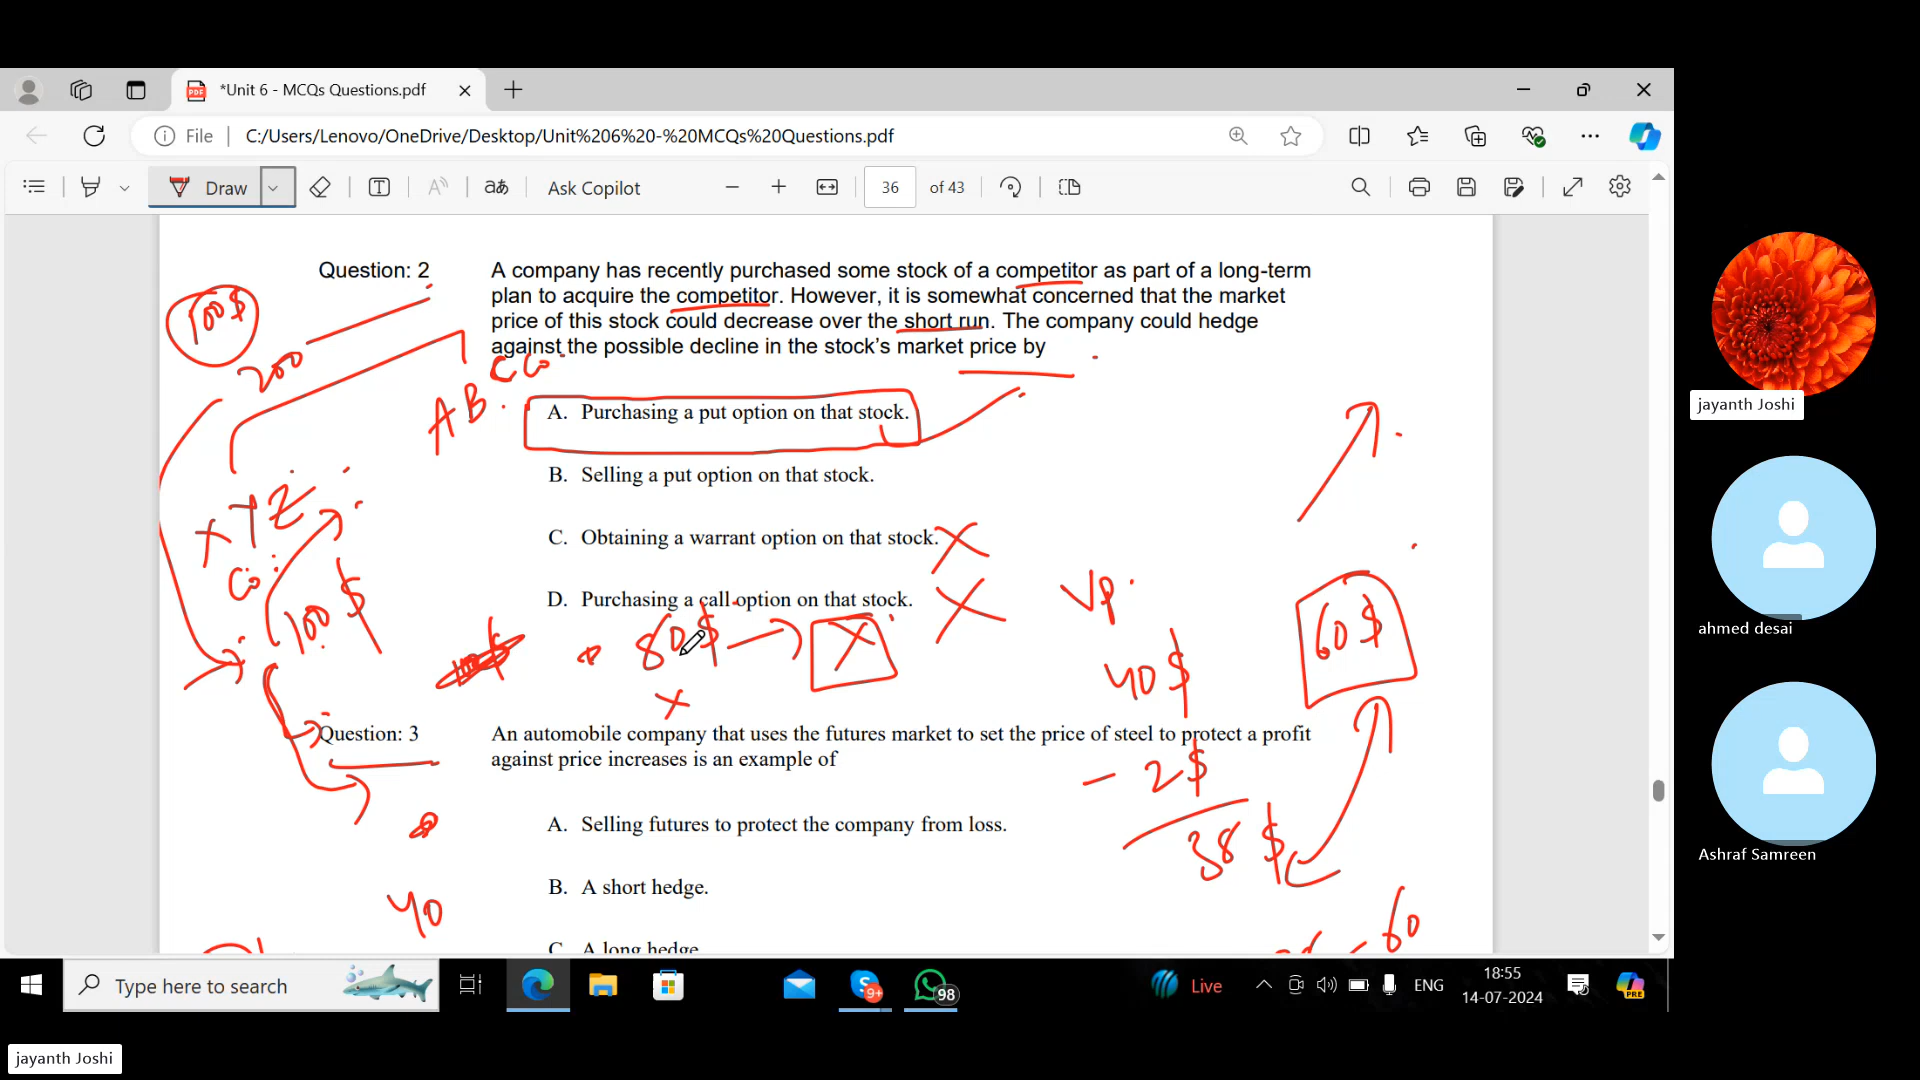 *Unit 6 - MCQs Questions.pdf
File
C:/Users/Lenovo/OneDrive/Desktop/Unit%206%20-%20MCQs%20Questions.pdf
Draw
Ask Copilot
36 of 43
Question: 2
A company has recently purchased some stock of a competitor as part of a long-term
plan to acquire the competitor. However, it is somewhat concerned that the market
price of this stock could decrease over the short run. The company could hedge
against the possible decline in the stock's market price by
100$
200
ABC Co.
A. Purchasing a put option on that stock.
B. Selling a put option on that stock.
XYZ
Co
C. Obtaining a warrant option on that stock.
D. Purchasing a call option on that stock.
100 $
80$
X
X
Vp.
40 $
60 $
Question: 3
An automobile company that uses the futures market to set the price of steel to protect a profit
against price increases is an example of
- 2$
38 $
A. Selling futures to protect the company from loss.
B. A short hedge.
40
60
C. A long hedge
jayanth Joshi
ahmed desai
Ashraf Samreen
Type here to search
9+
98
Live
ENG
18:55
14-07-2024
PRE
jayanth Joshi